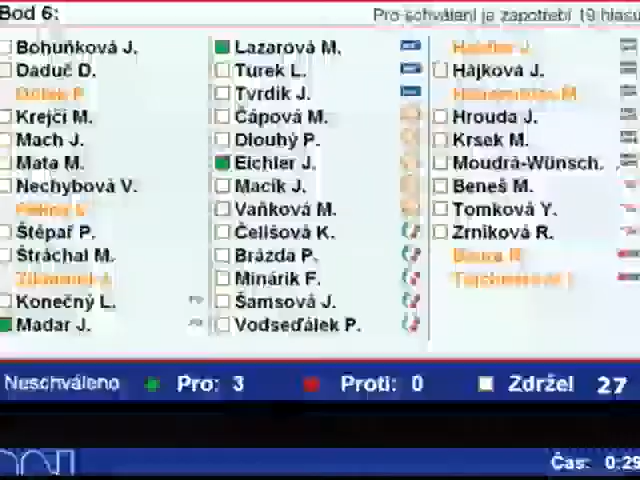 Bod 6:
Pro schválení je zapotřebí 19 hlasů
Bohuňková J.
Daduč D.
Krejčí M.
Mach J.
Mata M.
Nechybová V.
Štěpař P.
Štráchal M.
Konečný L.
Madar J.
Lazarová M.
Turek L.
Tvrdík J.
Čápová M.
Dlouhý P.
Eichler J.
Macík J.
Vaňková M.
Čelišová K.
Brázda P.
Minárik F.
Šamsová J.
Vodseďálek P.
Hájková J.
Hrouda J.
Krsek M.
Moudrá-Wünsch.
Beneš M.
Tomková Y.
Zrníková R.
Neschváleno Pro: 3 Proti: 0 Zdržel 27
Čas: 0:29